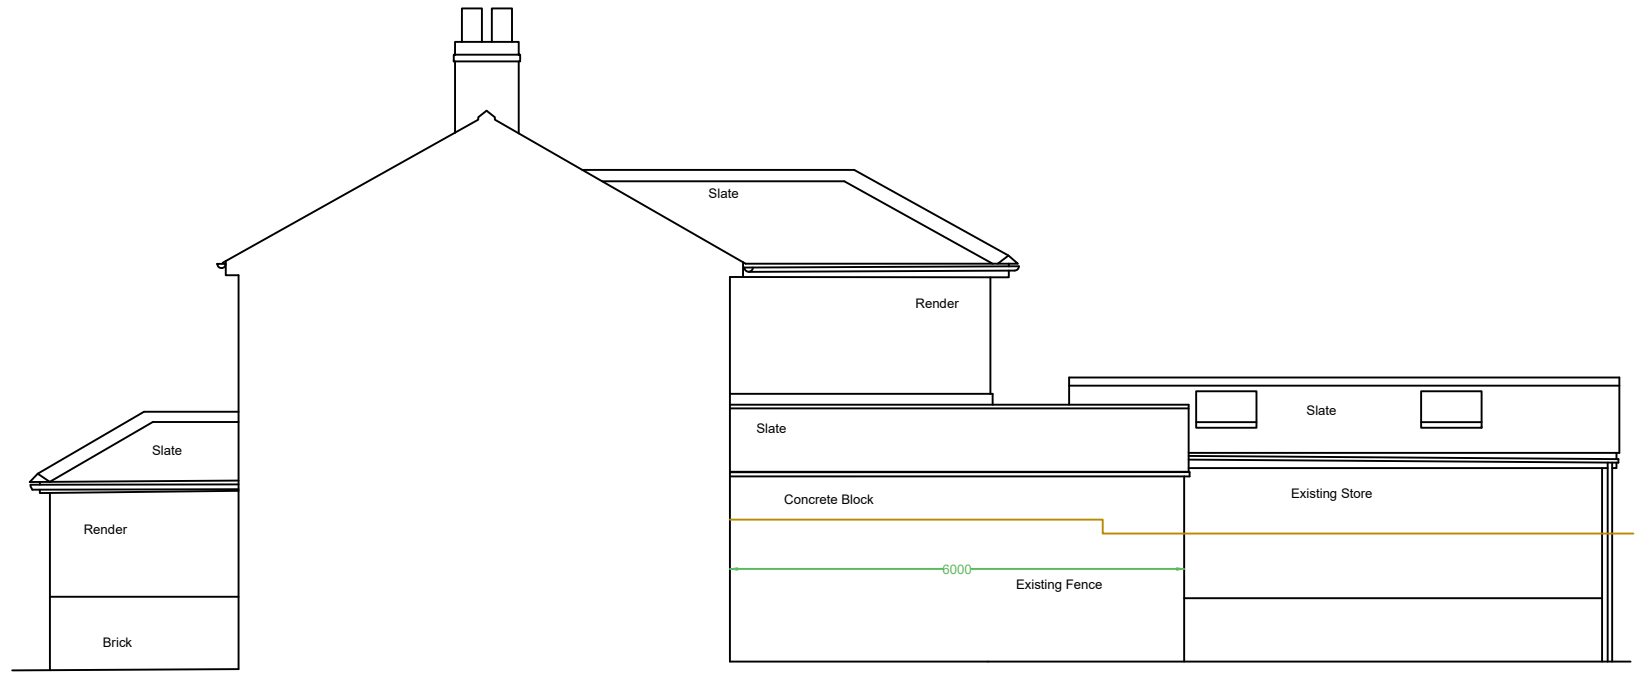 Slate
Render
Slate
Slate
Slate
Existing Store
Concrete Block
Render
6000
Existing Fence
Brick